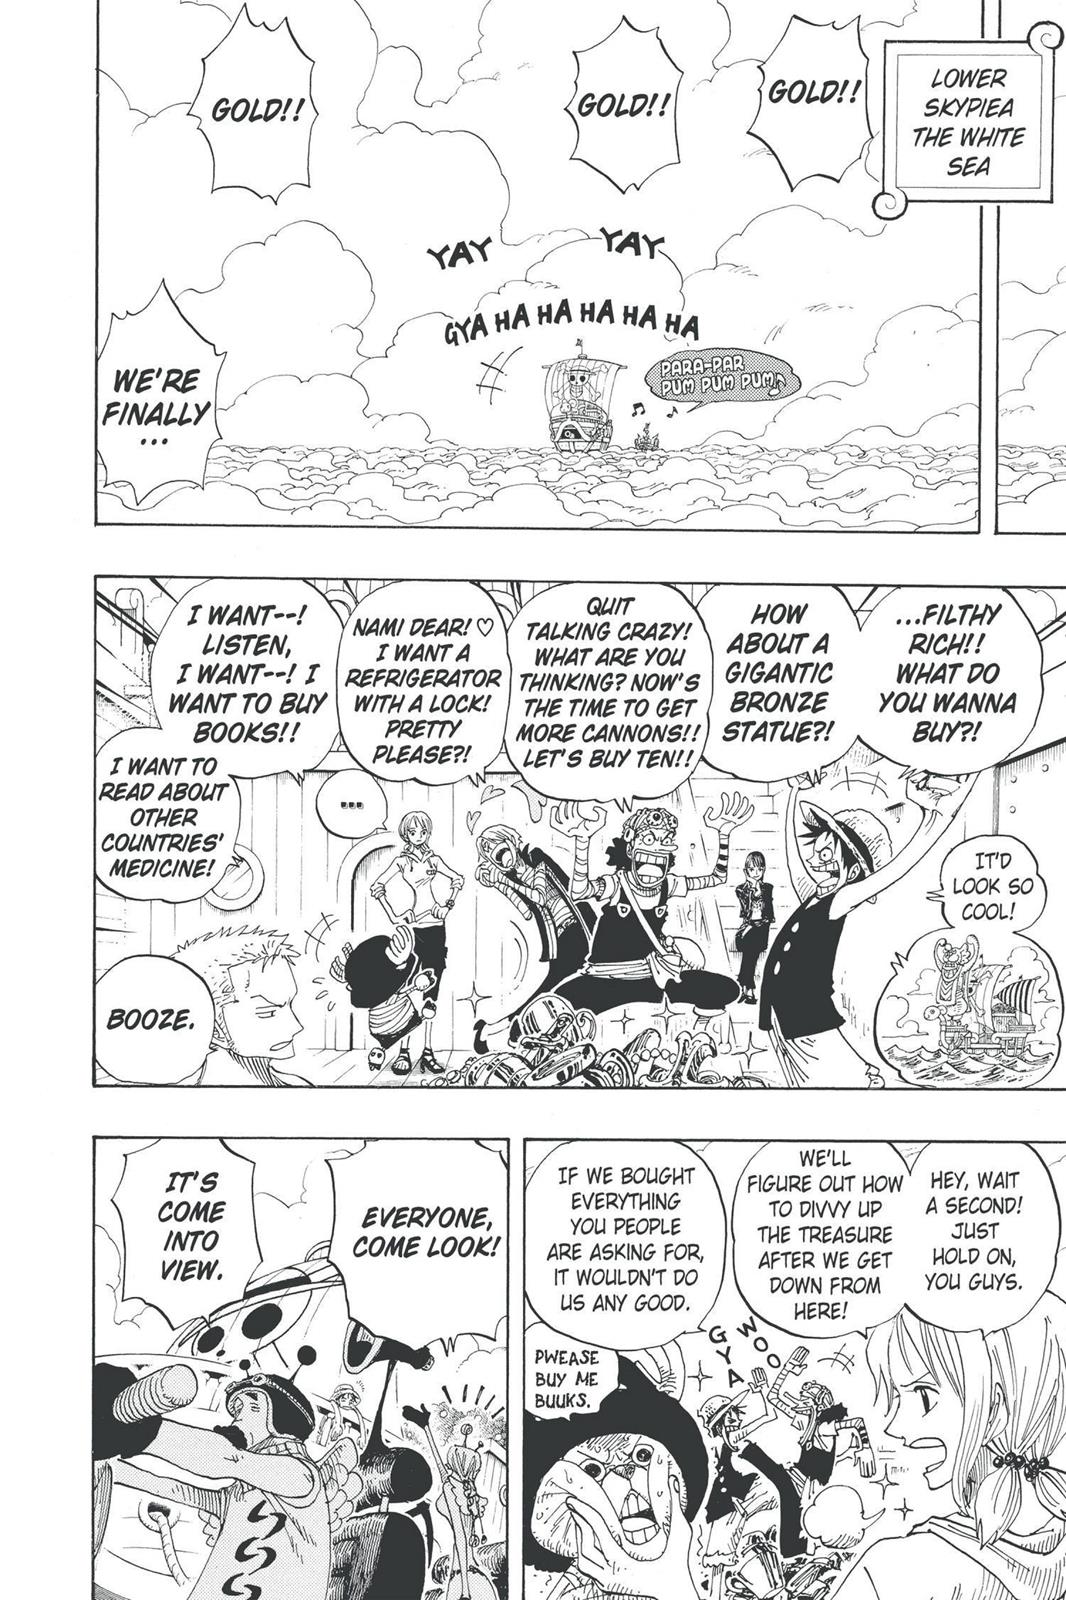 LOWER
SKYPIEA
THE WHITE
SEA
GOLD!!
GOLD!!
GOLD!!
YAY
YAY
GYA HA HA HA HA HA
PARA-PAR
PUM PUM PUM♪
WE'RE
FINALLY
...
...FILTHY
RICH!!
WHAT DO
YOU WANNA
BUY?!
HOW
ABOUT A
GIGANTIC
BRONZE
STATUE?!
IT'D
LOOK SO
COOL!
QUIT
TALKING CRAZY!
WHAT ARE YOU
THINKING? NOW'S
THE TIME TO GET
MORE CANNONS!!
LET'S BUY TEN!!
NAMI DEAR! ♡
I WANT A
REFRIGERATOR
WITH A LOCK!
PRETTY
PLEASE?!
I WANT--!
LISTEN,
I WANT--! I
WANT TO BUY
BOOKS!!
I WANT TO
READ ABOUT
OTHER
COUNTRIES'
MEDICINE!
...
BOOZE.
HEY, WAIT
A SECOND!
JUST
HOLD ON,
YOU GUYS.
WE'LL
FIGURE OUT HOW
TO DIVVY UP
THE TREASURE
AFTER WE GET
DOWN FROM
HERE!
IF WE BOUGHT
EVERYTHING
YOU PEOPLE
ARE ASKING FOR,
IT WOULDN'T DO
US ANY GOOD.
WOO
GYA
PWEASE
BUY ME
BUUKS.
EVERYONE,
COME LOOK!
IT'S
COME
INTO
VIEW.